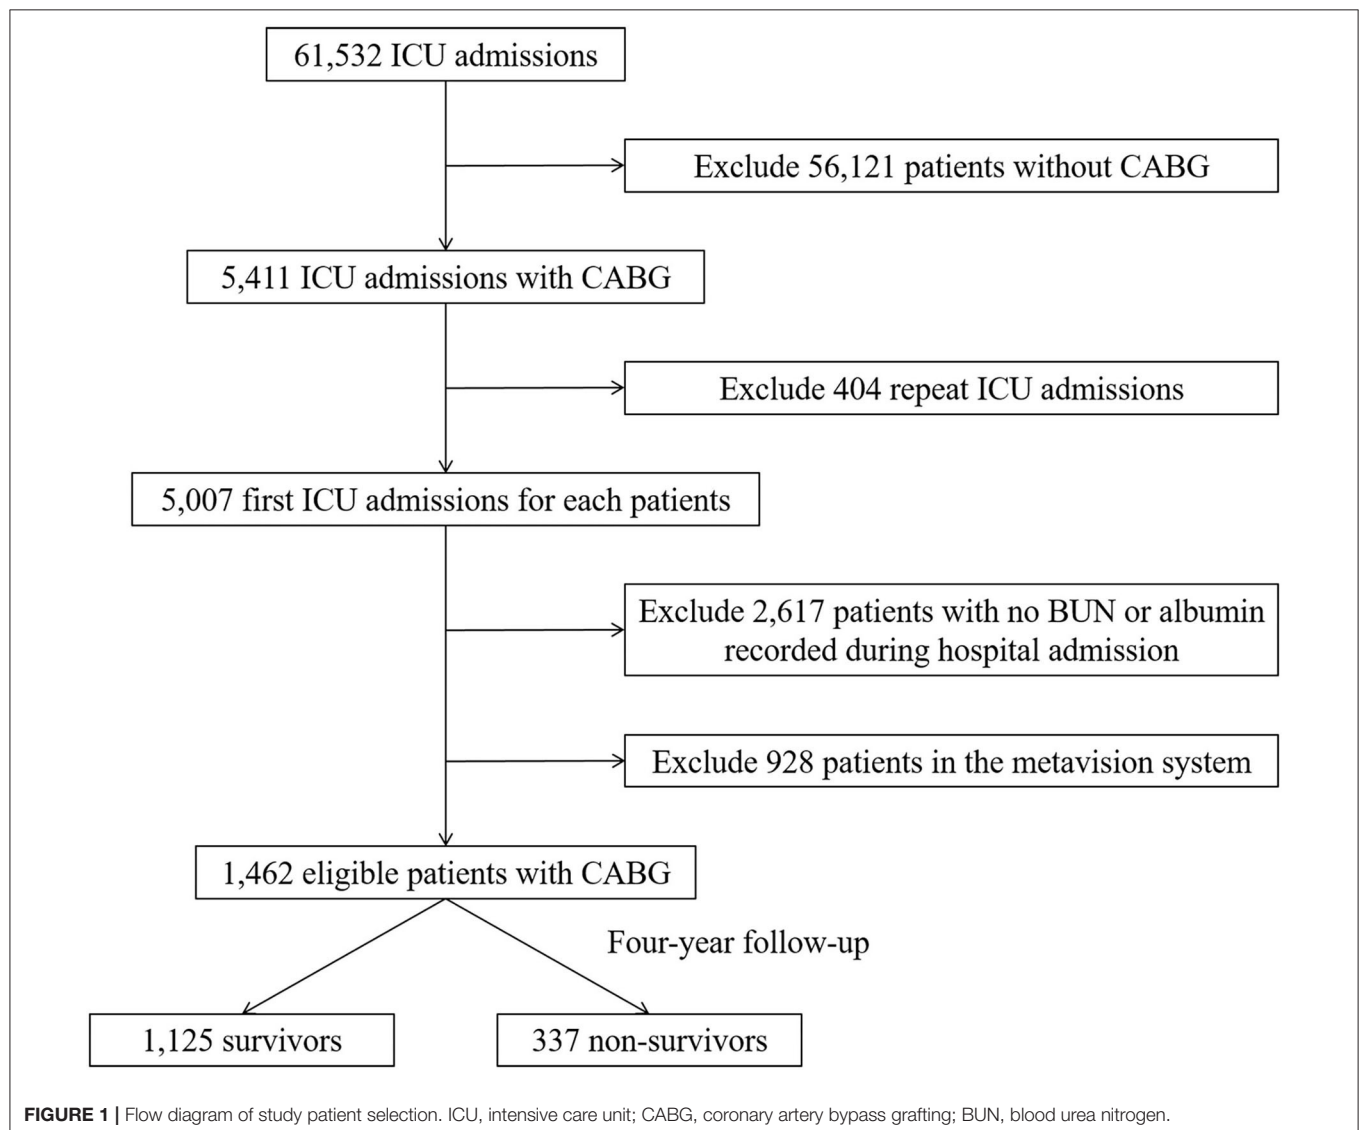 61,532 ICU admissions
Exclude 56,121 patients without CABG
5,411 ICU admissions with CABG
Exclude 404 repeat ICU admissions
5,007 first ICU admissions for each patients
Exclude 2,617 patients with no BUN or albumin
recorded during hospital admission
Exclude 928 patients in the metavision system
1,462 eligible patients with CABG
Four-year follow-up
1,125 survivors
337 non-survivors
FIGURE 1 | Flow diagram of study patient selection. ICU, intensive care unit; CABG, coronary artery bypass grafting; BUN, blood urea nitrogen.